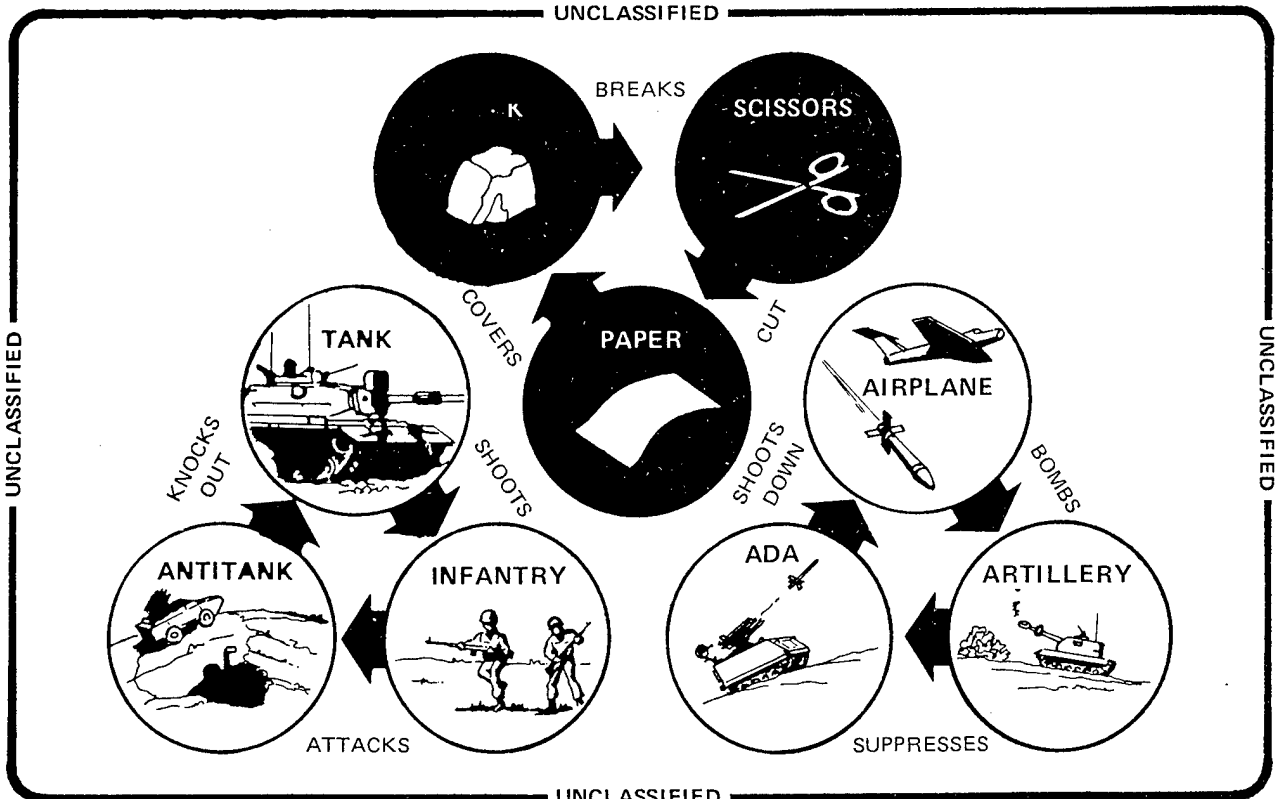 UNCLASSIFIED
BREAKS
K
SCISSORS
COVERS
CUT
PAPER
TANK
AIRPLANE
UNCLASSIFIED
UNCLASSIFIED
KNOCKS
OUT
SHOOTS
SHOOTS
DOWN
BOMBS
ANTITANK
INFANTRY
ADA
ARTILLERY
ATTACKS
SUPPRESSES
UNCLASSIFIED